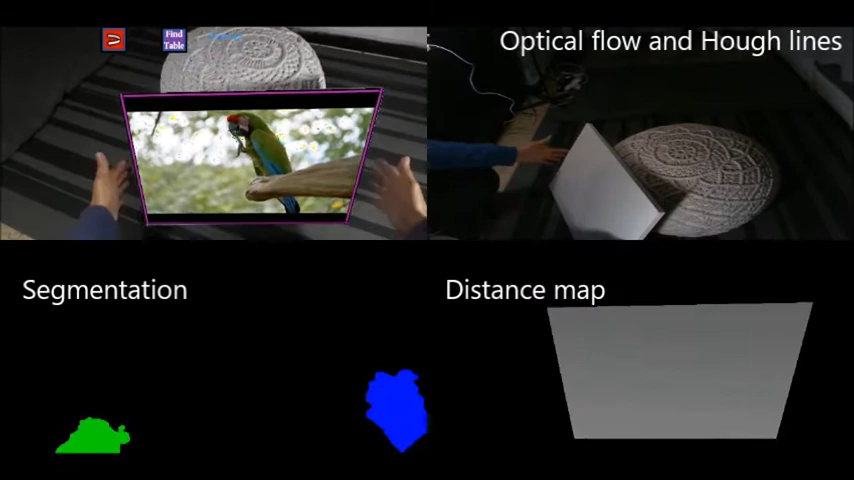 Find
Table
Optical flow and Hough lines
Segmentation
Distance map